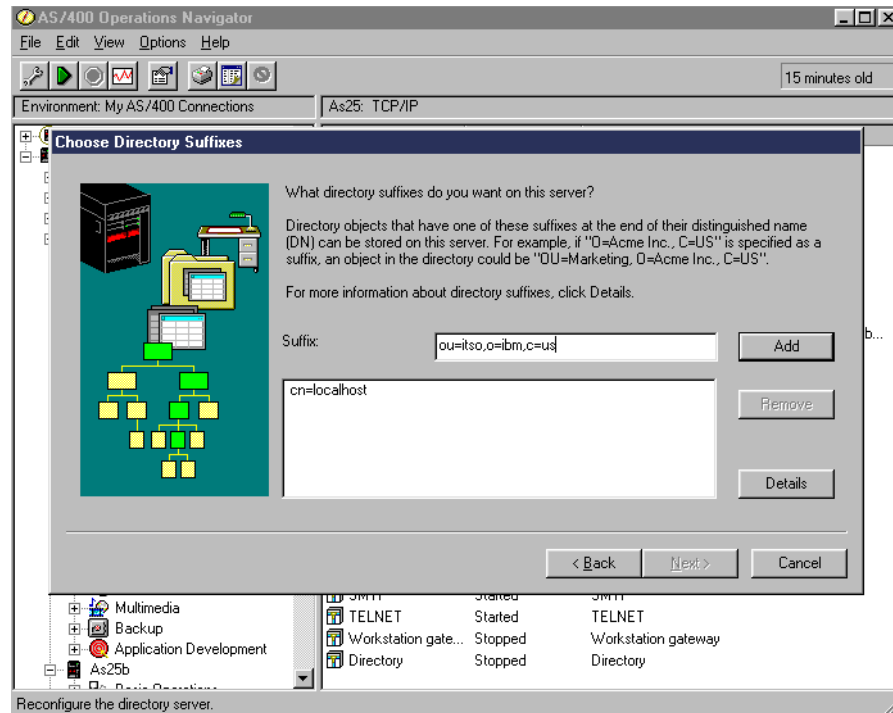 AS/400 Operations Navigator
File Edit View Options Help
15 minutes old
Environment: My AS/400 Connections
As25: TCP/IP
Choose Directory Suffixes
What directory suffixes do you want on this server?
Directory objects that have one of these suffixes at the end of their distinguished name
(DN) can be stored on this server. For example, if "O=Acme Inc., C=US" is specified as a
suffix, an object in the directory could be "OU=Marketing, O=Acme Inc., C=US".
For more information about directory suffixes, click Details.
Suffix:
ou=itso,o=ibm,c=us
Add
b...
cn=localhost
Remove
Details
< Back
Next >
Cancel
Multimedia
Backup
Application Development
As25b
TELNET Started TELNET
Workstation gate... Stopped Workstation gateway
Directory Stopped Directory
Reconfigure the directory server.